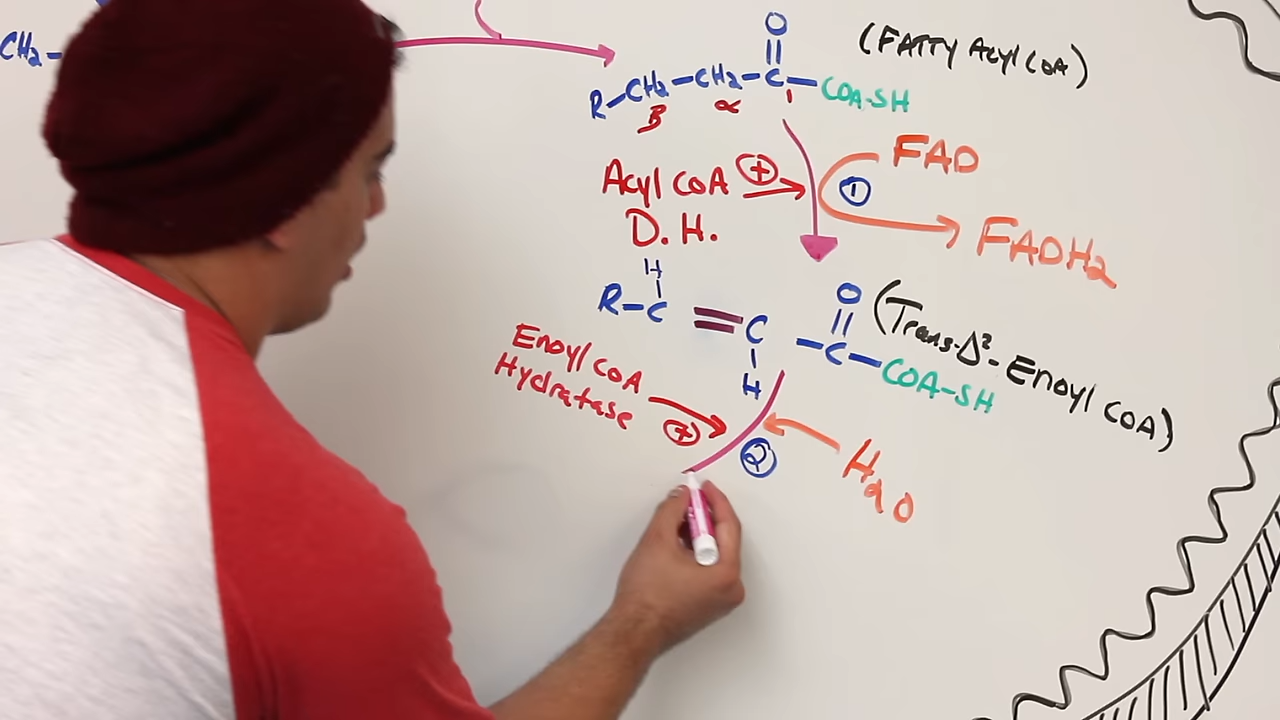 CH2-
O
(FATTY Acyl COA)
R-CH2-CH2-C-COA-SH
β α 1
FAD
Acyl COA +
1
D. H.
FADH2
H
O
R-C=C-C-COA-SH
(Trans-Δ²-Enoyl COA)
H
Enoyl COA
Hydratase
+
2
H2O